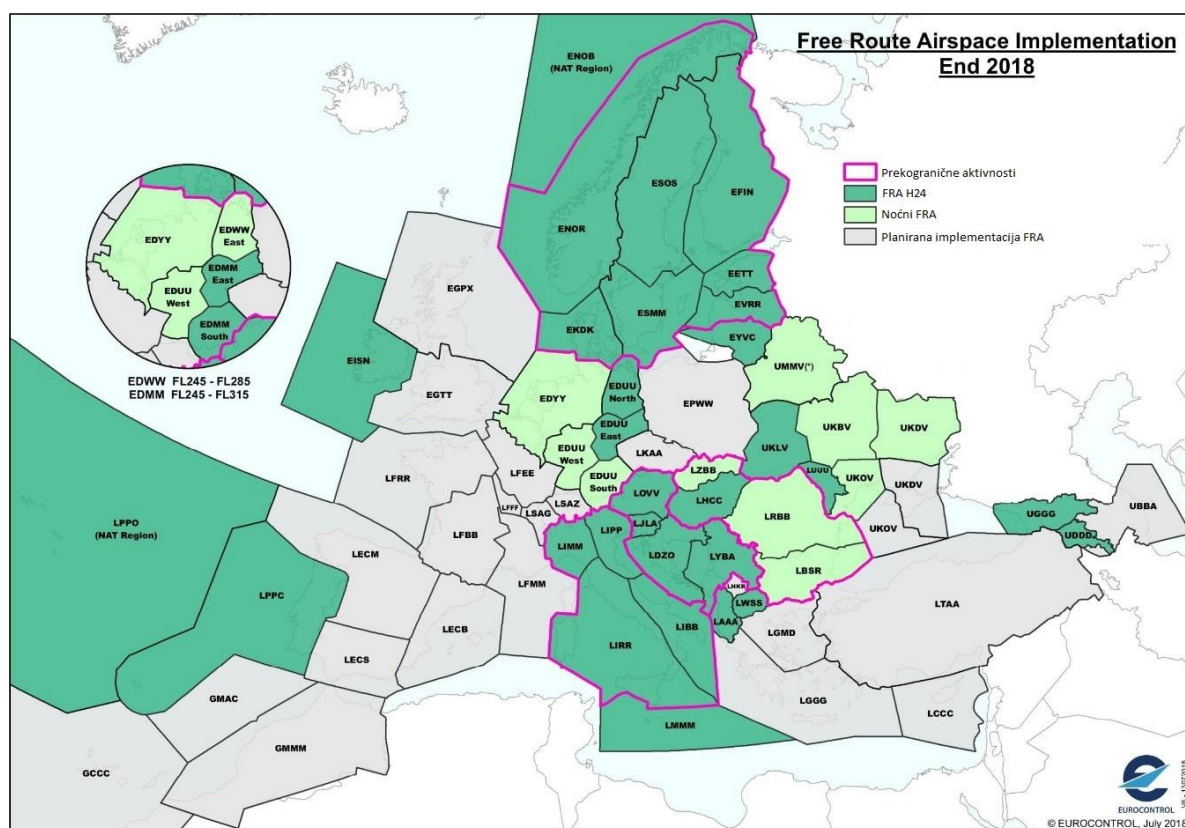 Free Route Airspace Implementation
End 2018
Prekogranične aktivnosti
FRA H24
Noćni FRA
Planirana implementacija FRA
ENOB
(NAT Region)
ESOS
EFIN
ENOR
EETT
EVRR
ESMM
EKDK
EYVC
EGPX
EISN
EGTT
EDYY
EDWW
East
EDMM
East
EDUU
West
EDMM
South
EDWW FL245 - FL285
EDMM FL245 - FL315
UMMV(*)
EDYY
EDUU
North
EPWW
EDUU
East
UKLV
UKBV
UKDV
LKAA
EDUU
West
EDUU
South
LZBB
LUUU
UKOV
UKDV
LFRR
LFEE
LFFF
LSAG
LSAZ
LOVV
LHCC
LRBB
UKOV
LPPO
(NAT Region)
LFBB
LIMM
LIPP
LJLA
LDZO
LYBA
LBSR
UGGG
UDDD
UBBA
LECM
LFMM
LPPC
LWSS
LAAA
LTAA
LECB
LIRR
LIBB
LGMD
LECS
GMAC
LGGG
LCCC
LMMM
GMMM
GCCC
EUROCONTROL
© EUROCONTROL, July 2018